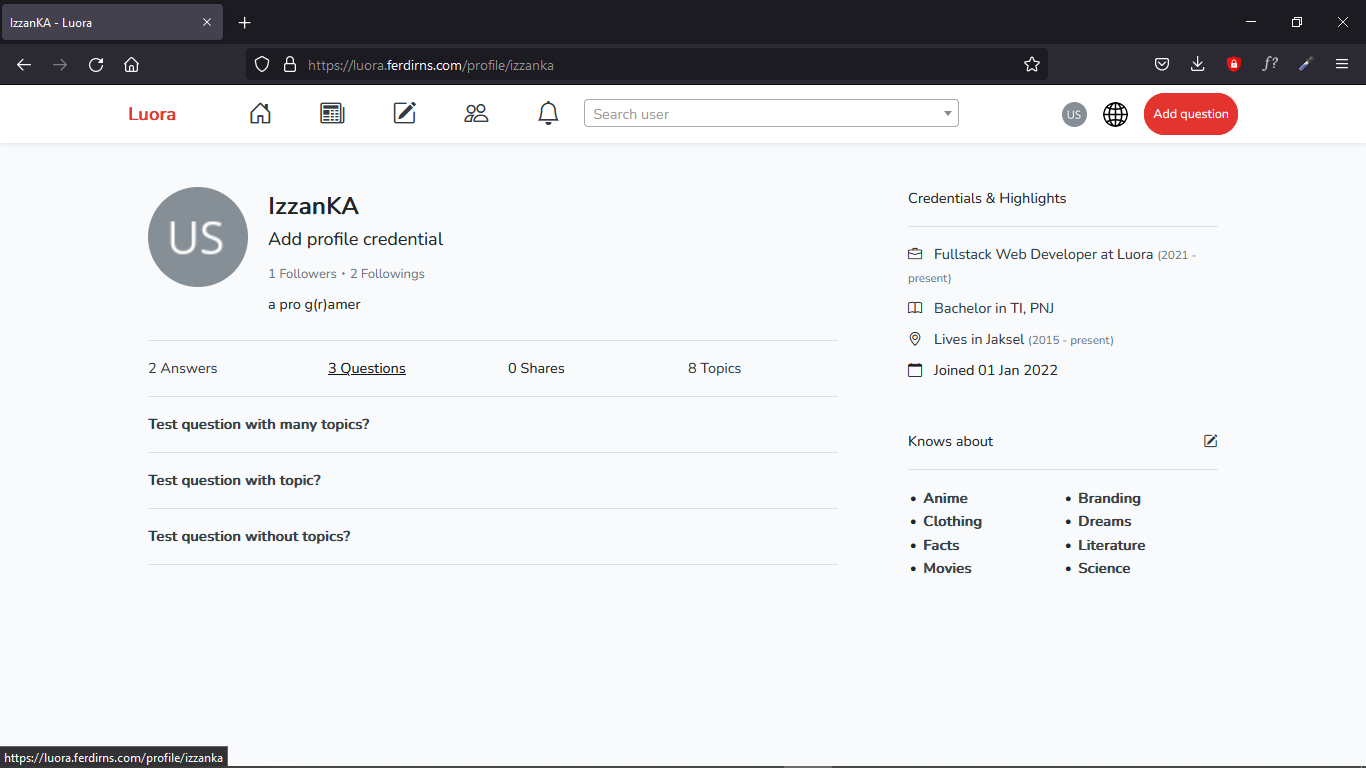 IzzanKA - Luora
https://luora.ferdirns.com/profile/izzanka
Luora
Search user
US
Add question
US
IzzanKA
Add profile credential
1 Followers • 2 Followings
a pro g(r)amer
2 Answers
3 Questions
0 Shares
8 Topics
Test question with many topics?
Test question with topic?
Test question without topics?
Credentials & Highlights
Fullstack Web Developer at Luora (2021 -
present)
Bachelor in TI, PNJ
Lives in Jaksel (2015 - present)
Joined 01 Jan 2022
Knows about
• Anime
• Clothing
• Facts
• Movies
• Branding
• Dreams
• Literature
• Science
https://luora.ferdirns.com/profile/izzanka